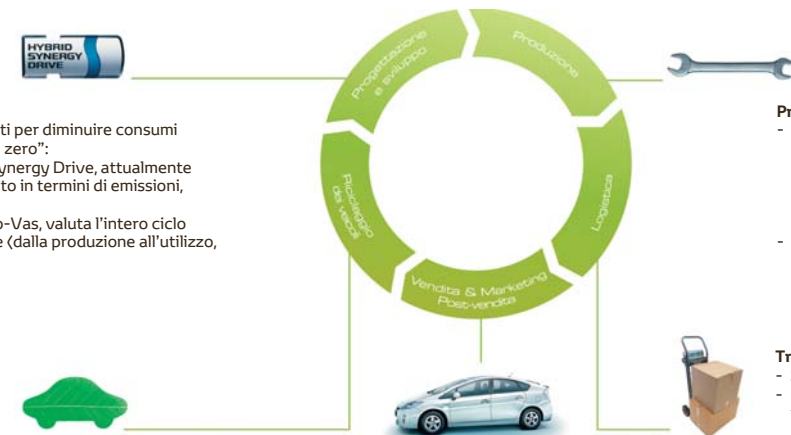 HYBRID
SYNERGY
DRIVE
Progettazione
e sviluppo
Produzione
Logistica
Vendita & Marketing
Post-vendita
Riciclaggio
dei veicoli
ti per diminuire consumi
zero”:
ynergy Drive, attualmente
to in termini di emissioni,
o-Vas, valuta l’intero ciclo
e (dalla produzione all’utilizzo,
Pr
-
-
Tr
-
-